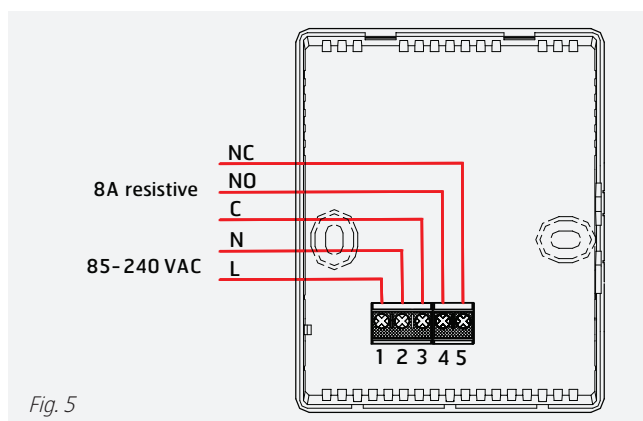 NC
8A resistive NO
C
N
85-240 VAC L
1 2 3 4 5
Fig. 5